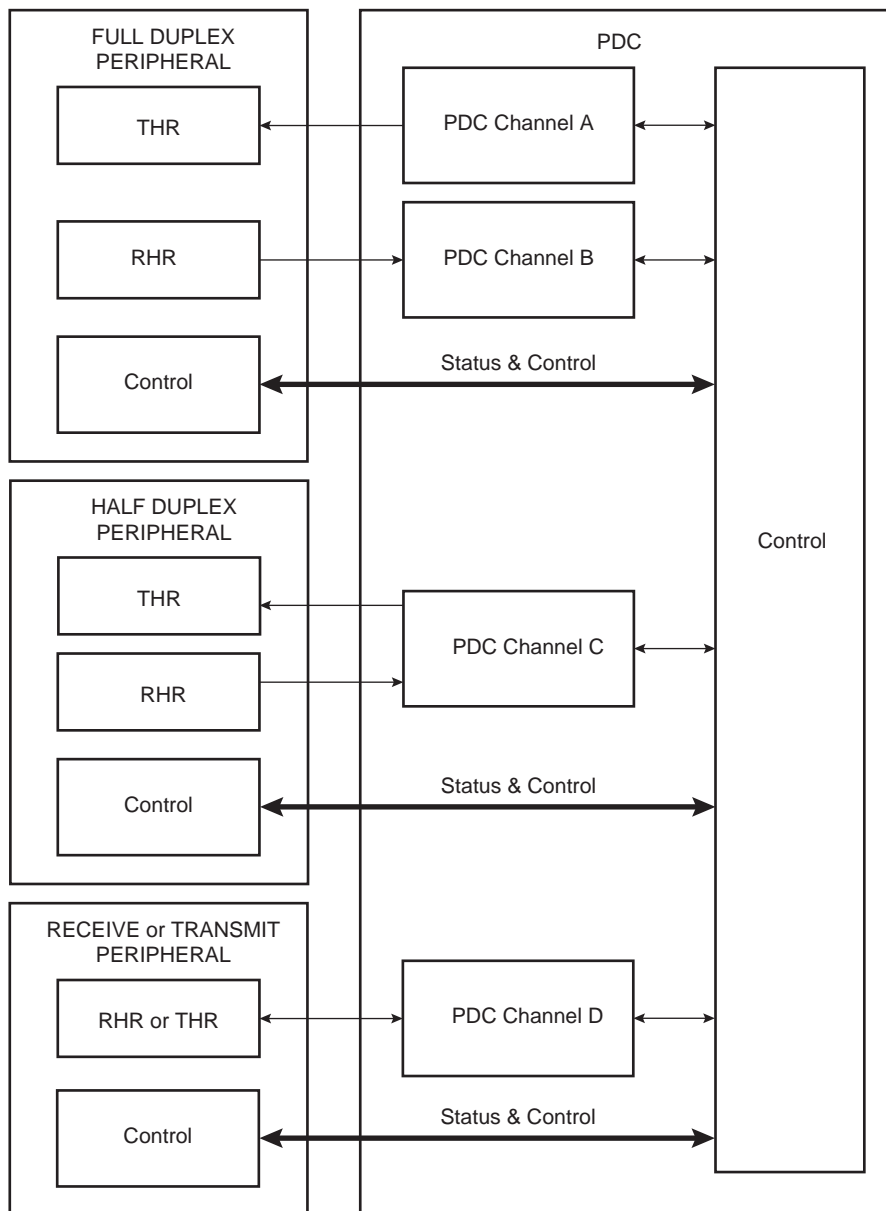 FULL DUPLEX
PERIPHERAL
PDC
THR
PDC Channel A
RHR
PDC Channel B
Control
Status & Control
HALF DUPLEX
PERIPHERAL
Control
THR
PDC Channel C
RHR
Control
Status & Control
RECEIVE or TRANSMIT
PERIPHERAL
RHR or THR
PDC Channel D
Control
Status & Control